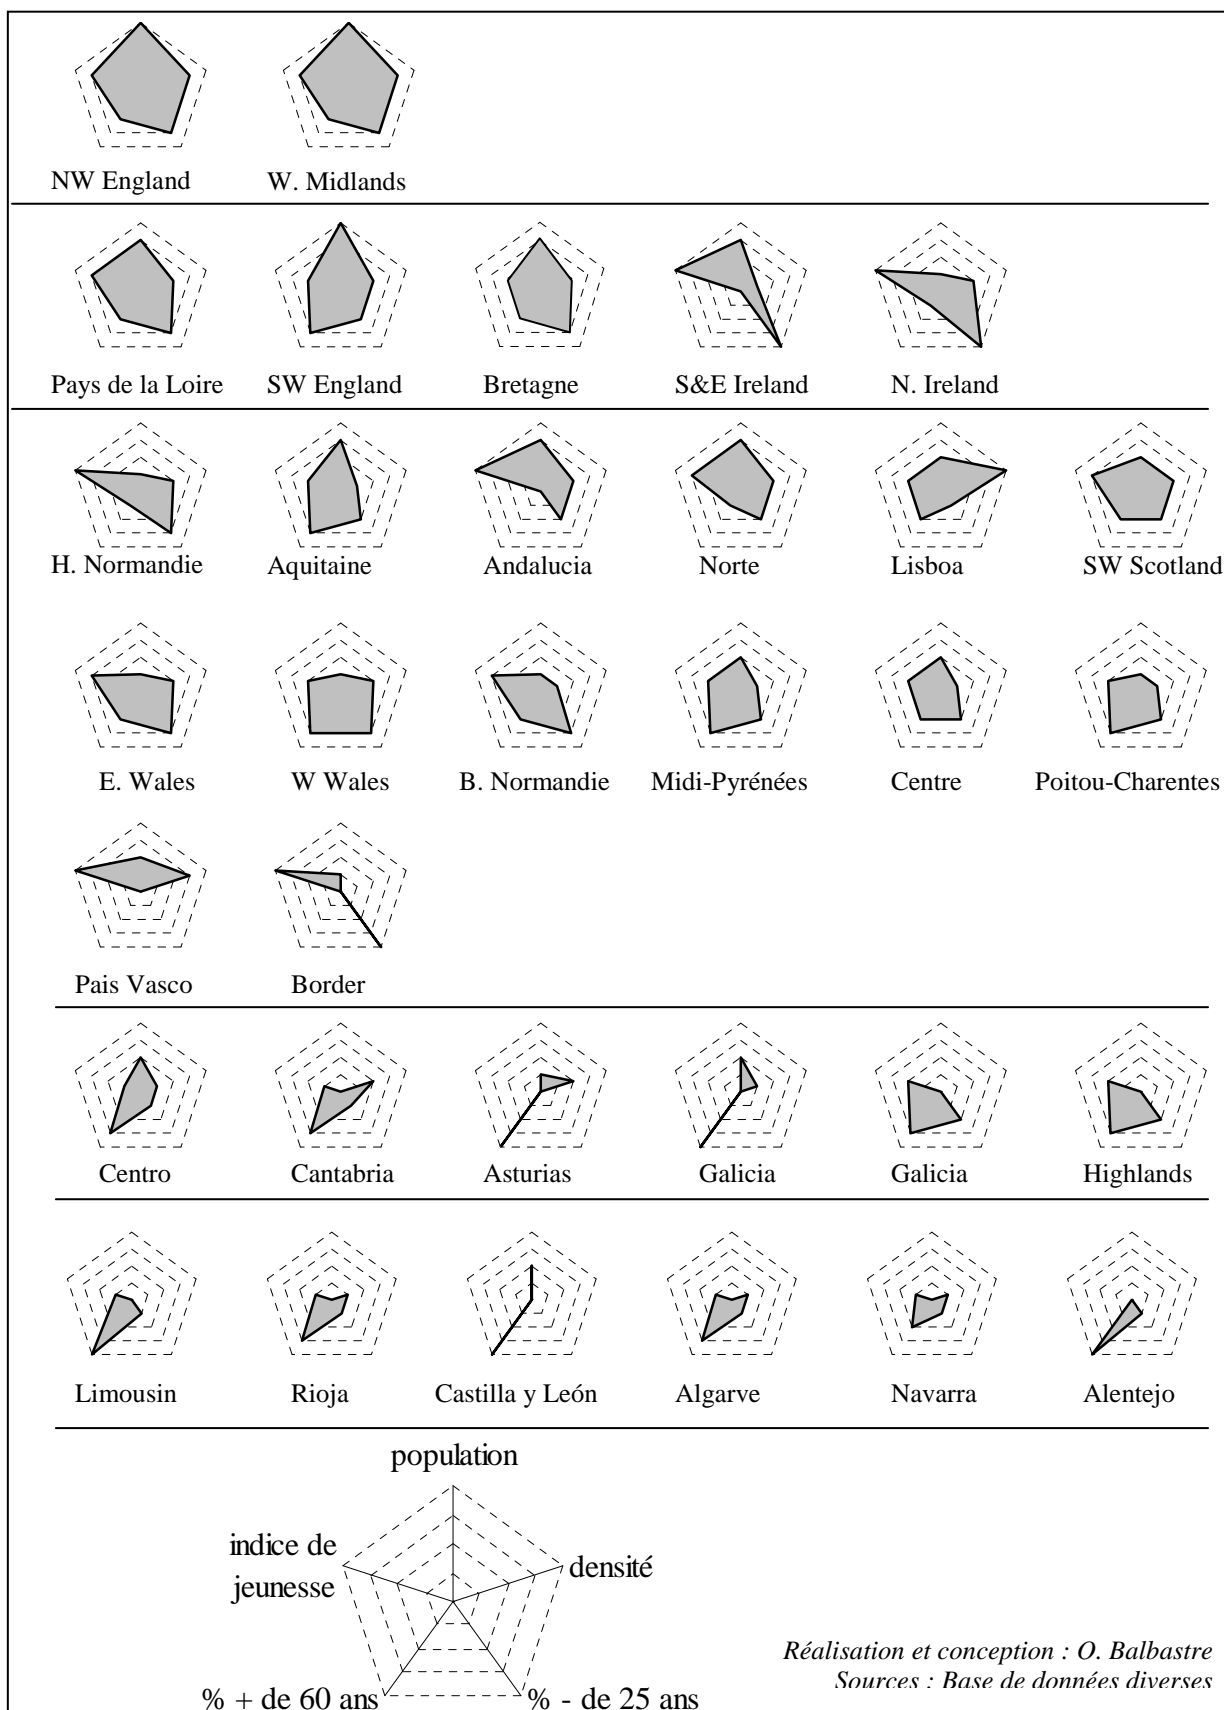 NW England W. Midlands
Pays de la Loire SW England Bretagne S&E Ireland N. Ireland
H. Normandie Aquitaine Andalucia Norte Lisboa SW Scotland
E. Wales W Wales B. Normandie Midi-Pyrénées Centre Poitou-Charentes
Pais Vasco Border
Centro Cantabria Asturias Galicia Galicia Highlands
Limousin Rioja Castilla y León Algarve Navarra Alentejo
population
indice de
jeunesse
densité
% + de 60 ans % - de 25 ans
Réalisation et conception : O. Balbastre
Sources : Base de données diverses